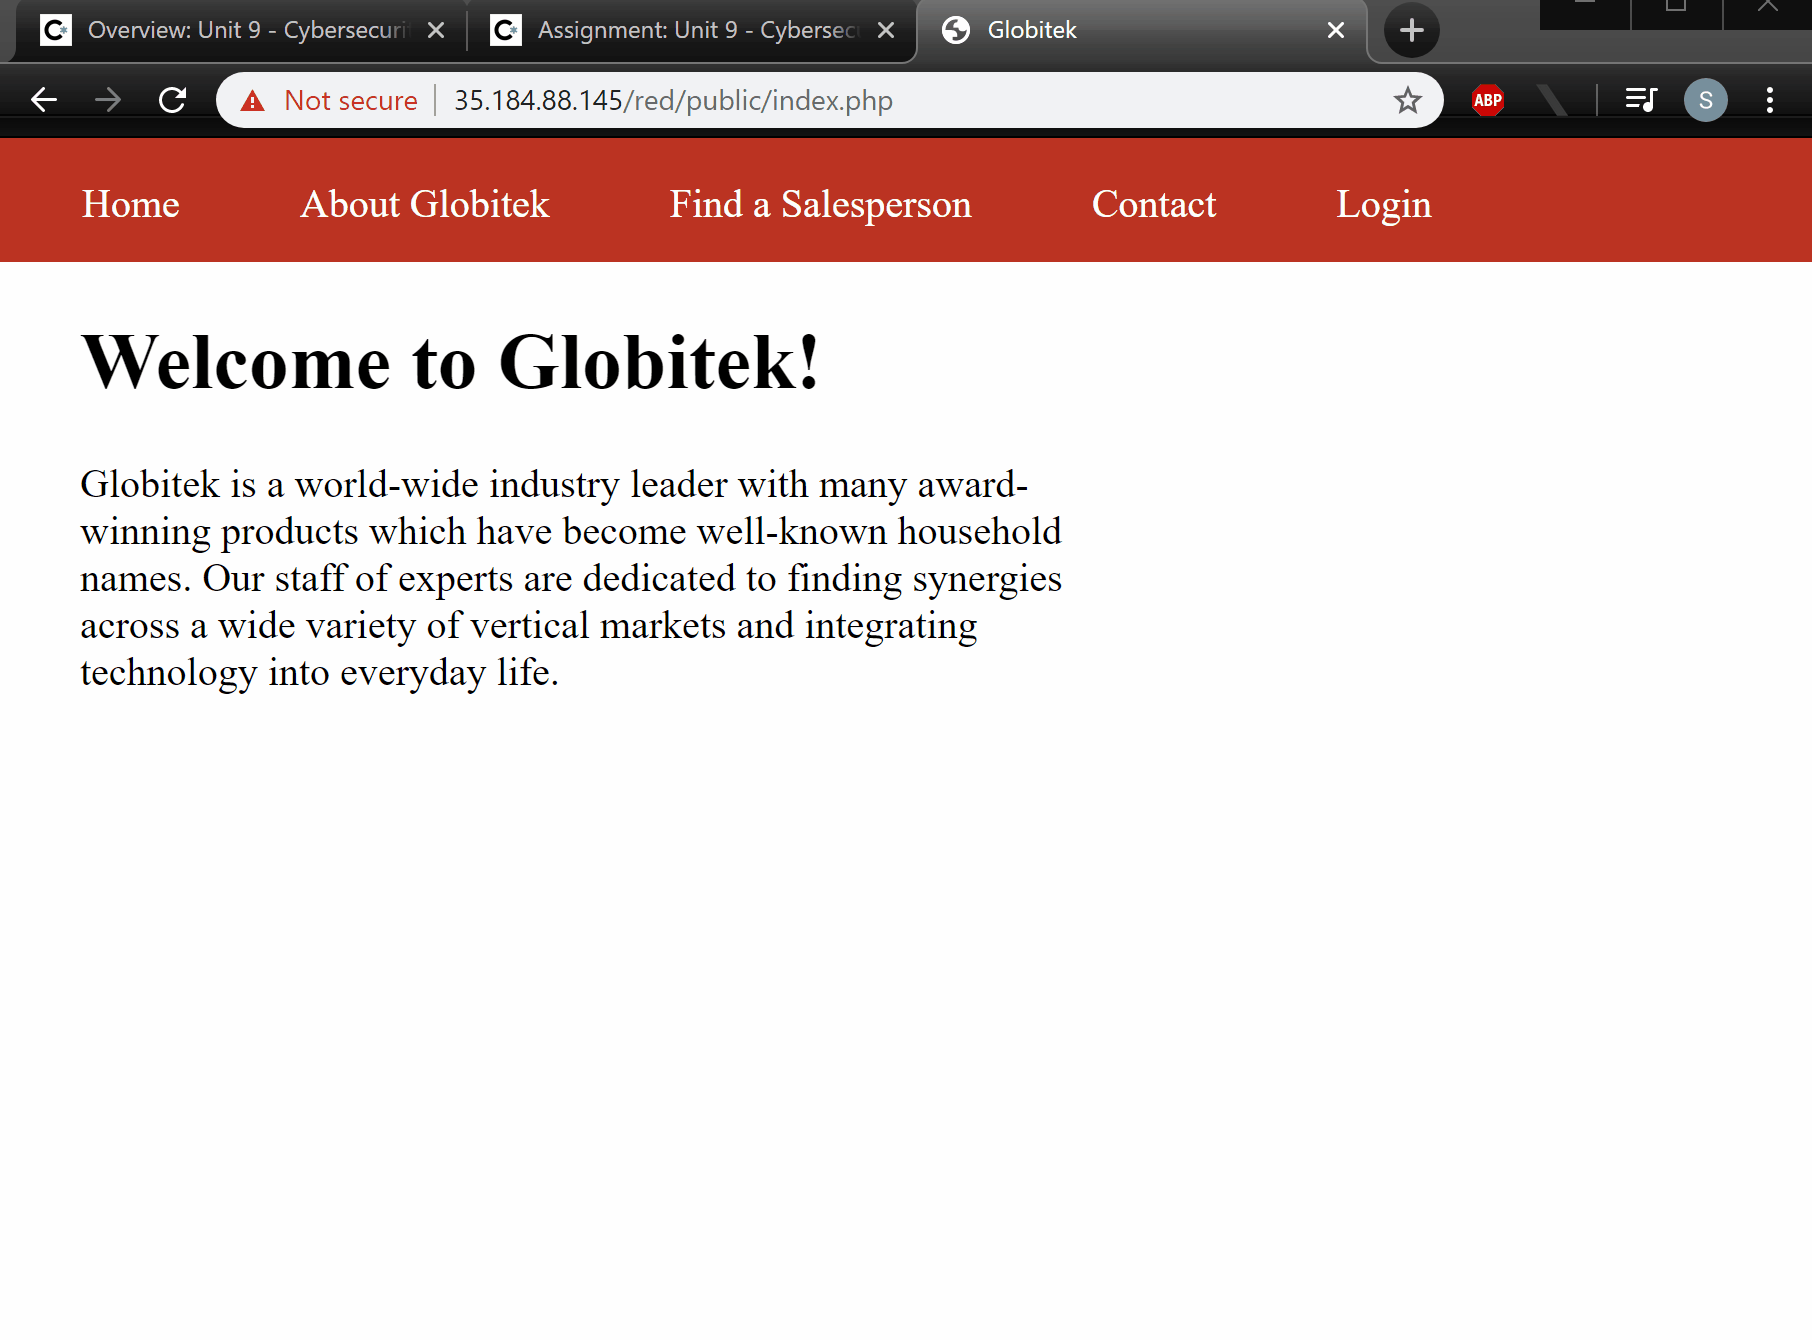 Overview: Unit 9 - Cybersecuri
Assignment: Unit 9 - Cybersec
Globitek
Not secure
35.184.88.145/red/public/index.php
ABP
S
Home
About Globitek
Find a Salesperson
Contact
Login
Welcome to Globitek!
Globitek is a world-wide industry leader with many award-
winning products which have become well-known household
names. Our staff of experts are dedicated to finding synergies
across a wide variety of vertical markets and integrating
technology into everyday life.